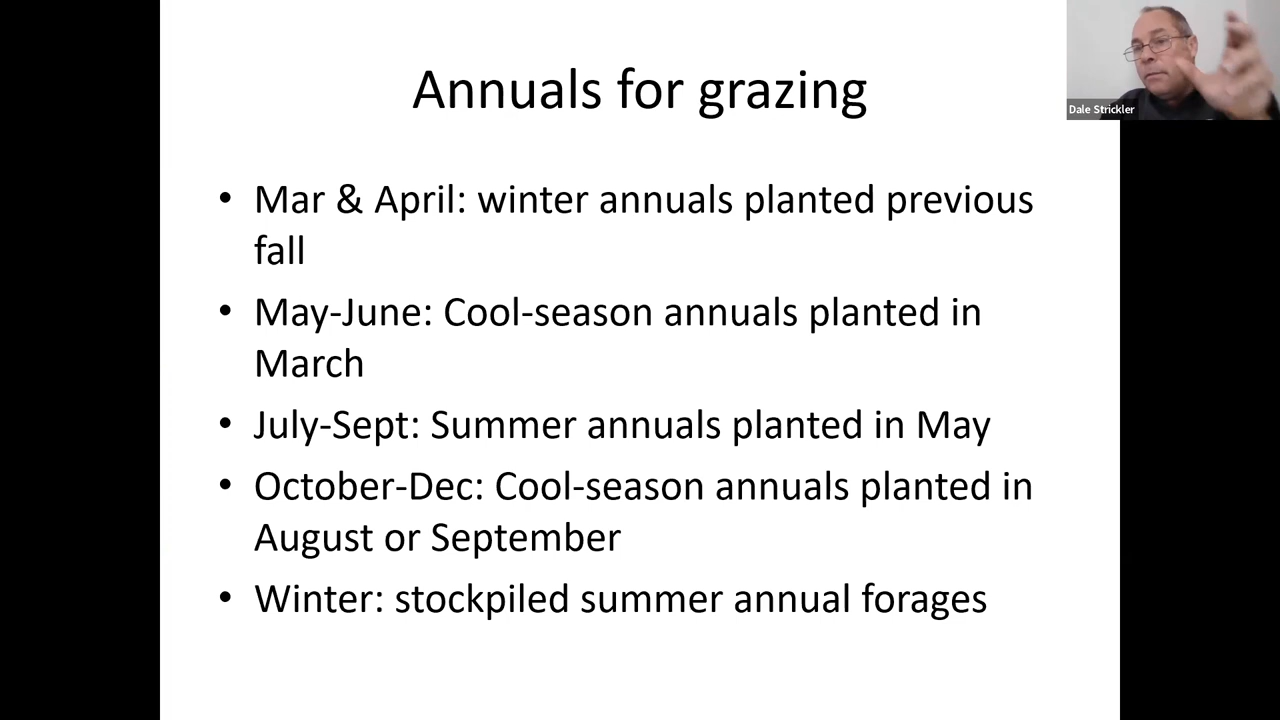 Annuals for grazing
Dale Strickler
• Mar & April: winter annuals planted previous
fall
• May-June: Cool-season annuals planted in
March
• July-Sept: Summer annuals planted in May
• October-Dec: Cool-season annuals planted in
August or September
• Winter: stockpiled summer annual forages